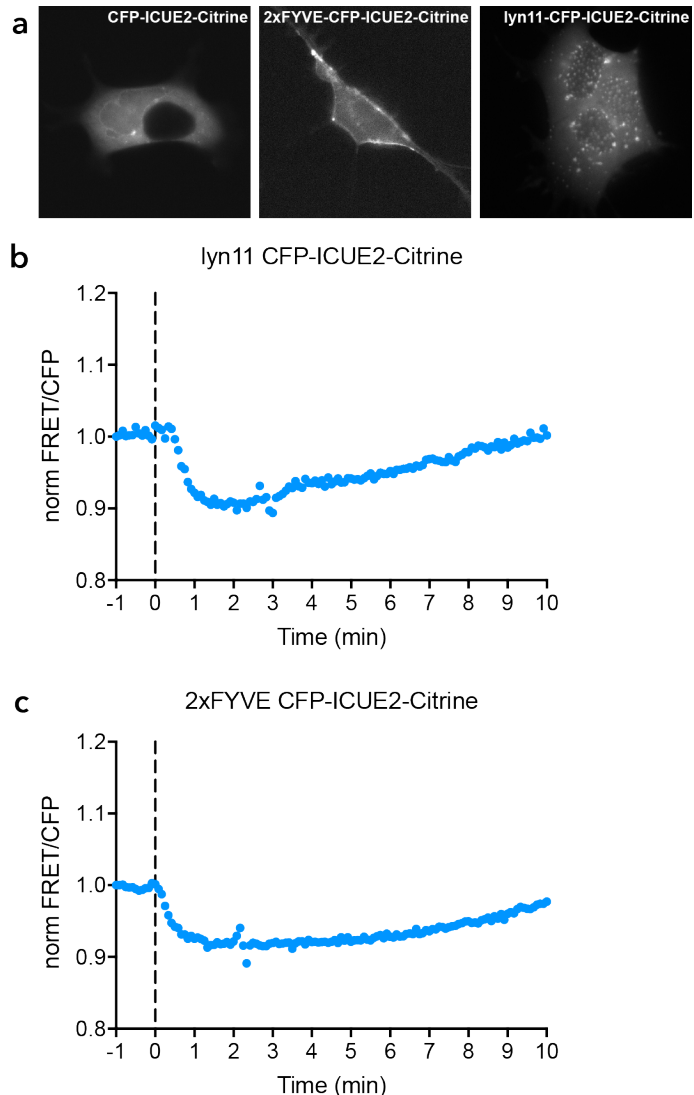 a
CFP-ICUE2-Citrine
2xFYVE-CFP-ICUE2-Citrine
lyn11-CFP-ICUE2-Citrine
b
lyn11 CFP-ICUE2-Citrine
norm FRET/CFP
1.2
1.1
1.0
0.9
0.8
-1 0 1 2 3 4 5 6 7 8 9 10
Time (min)
c
2xFYVE CFP-ICUE2-Citrine
norm FRET/CFP
1.2
1.1
1.0
0.9
0.8
-1 0 1 2 3 4 5 6 7 8 9 10
Time (min)